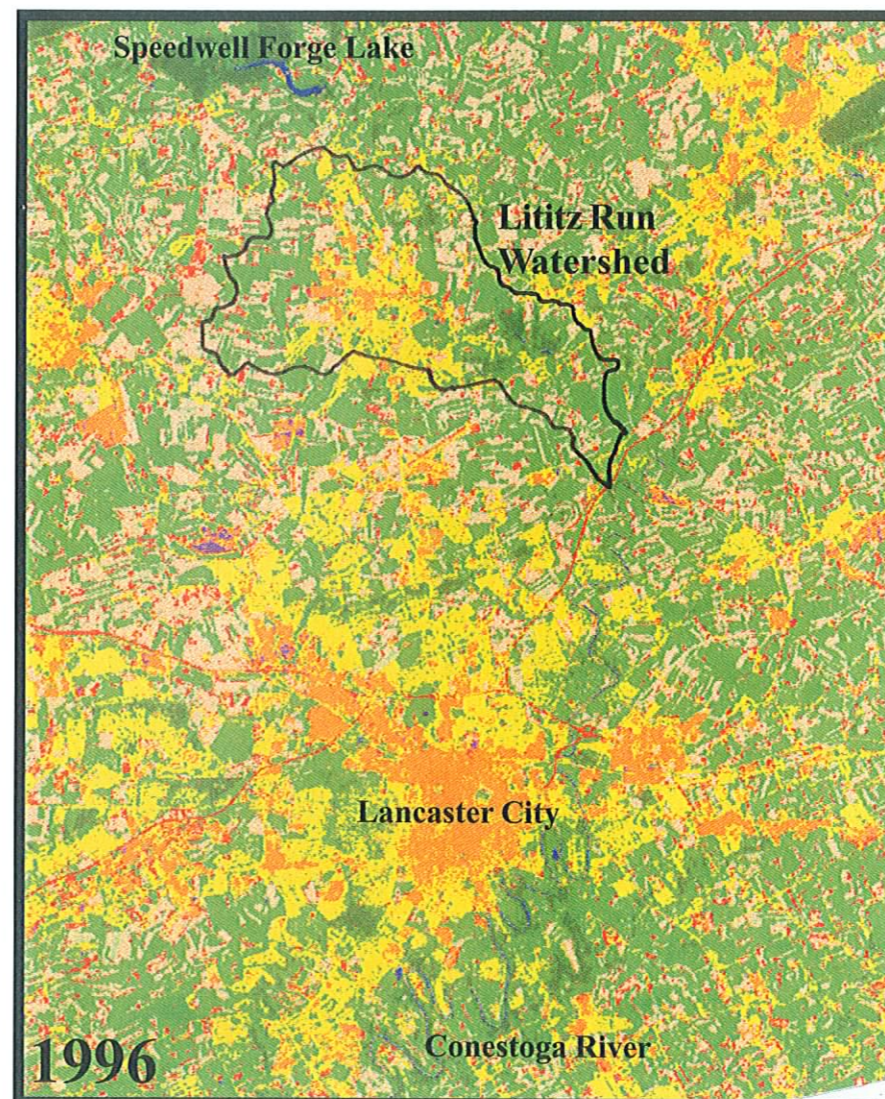 Speedwell Forge Lake
Lititz Run
Watershed
Lancaster City
Conestoga River
1996